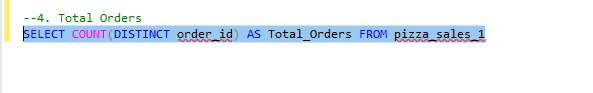 --4. Total Orders
SELECT COUNT(DISTINCT order_id) AS Total_Orders FROM pizza_sales_1